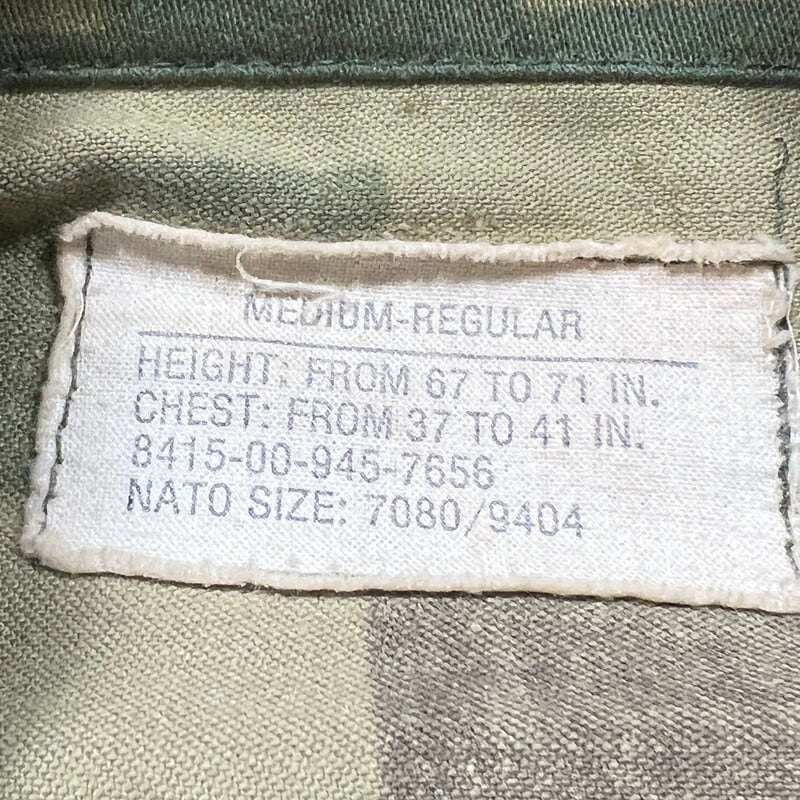 MEDIUM-REGULAR
HEIGHT: FROM 67 TO 71 IN.
CHEST: FROM 37 TO 41 IN.
8415-00-945-7656
NATO SIZE: 7080/9404